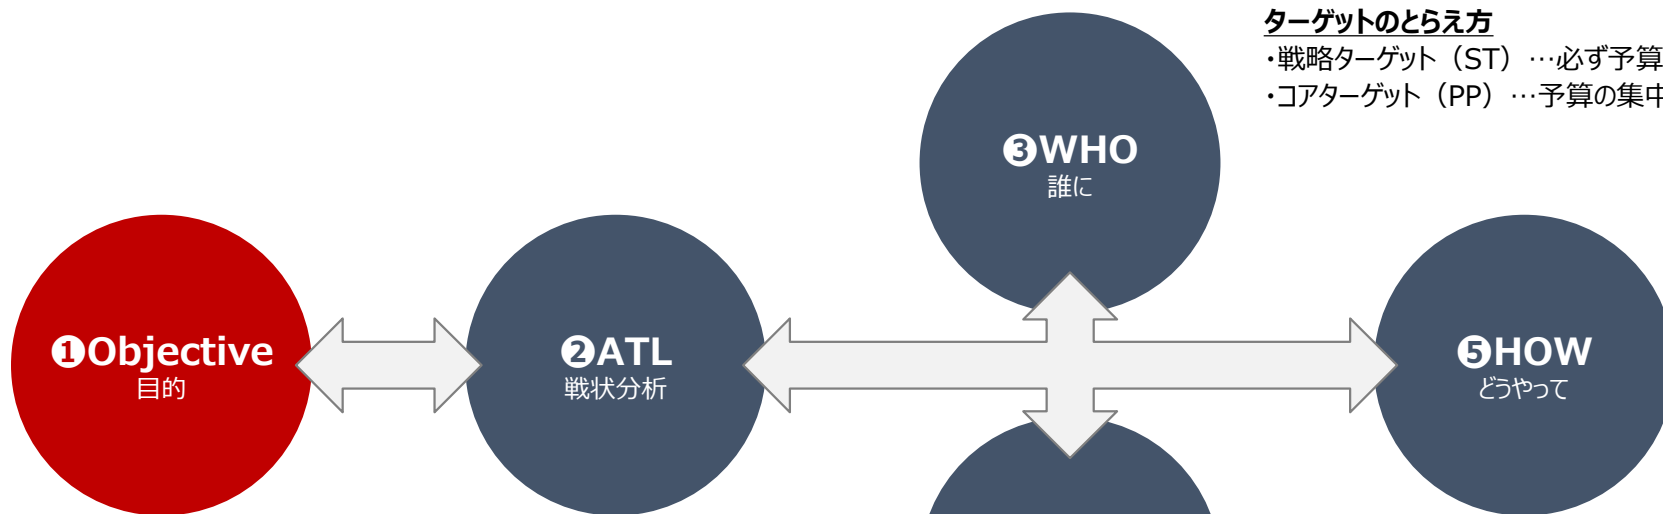 ターゲットのとらえ方
・戦略ターゲット（ST）…必ず予算
・コアターゲット（PP）…予算の集中
❸WHO
誰に
❶Objective
目的
❷ATL
戦状分析
❺HOW
どうやって